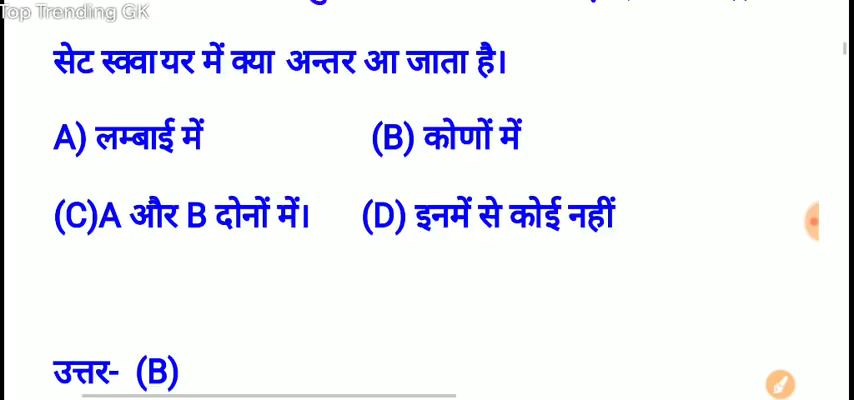 Top Trending GK
सेट स्क्वायर में क्या अन्तर आ जाता है।
A) लम्बाई में (B) कोणों में
(C)A और B दोनों में। (D) इनमें से कोई नहीं
उत्तर- (B)